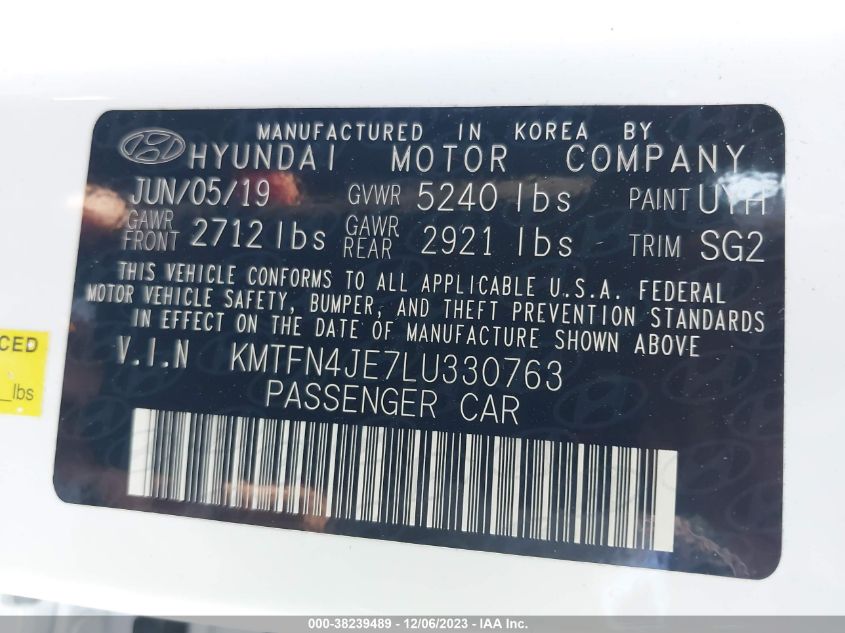 MANUFACTURED IN KOREA BY
HYUNDAI MOTOR COMPANY
JUN/05/19 GVWR 5240 lbs PAINT UYH
GAWR FRONT 2712 lbs GAWR REAR 2921 lbs TRIM SG2
THIS VEHICLE CONFORMS TO ALL APPLICABLE U.S.A. FEDERAL
MOTOR VEHICLE SAFETY, BUMPER, AND THEFT PREVENTION STANDARDS
IN EFFECT ON THE DATE OF MANUFACTURE SHOWN ABOVE
V.I.N KMTFN4JE7LU330763
PASSENGER CAR
CED
_lbs
000-38239489 - 12/06/2023 - IAA Inc.